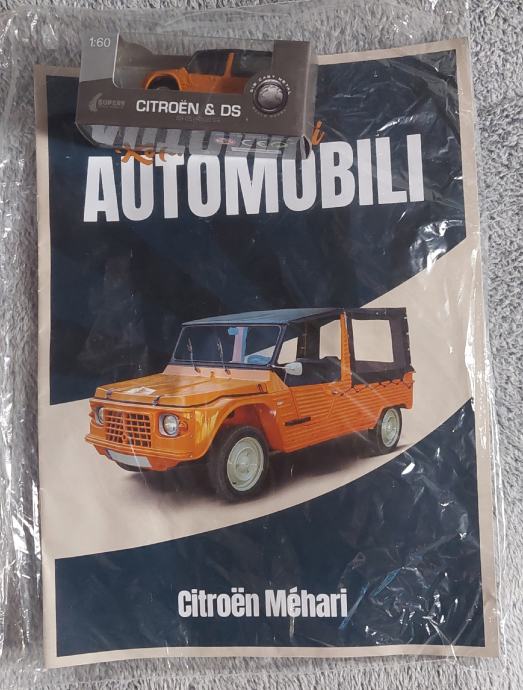 1:60
CITROËN & DS
AUTOMOBILI
Citroën Méhari